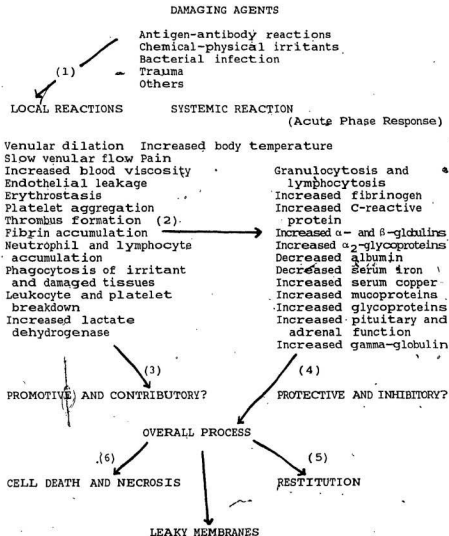 DAMAGING AGENTS
Antigen-antibody reactions
Chemical-physical irritants
Bacterial infection
Trauma
Others
(1)
LOCAL REACTIONS
SYSTEMIC REACTION
(Acute Phase Response)
Venular dilation Increased body temperature
Slow venular flow Pain
Increased blood viscosity
Endothelial leakage
Erythrostasis
Platelet aggregation
Thrombus formation (2)
Fibrin accumulation
Neutrophil and lymphocyte
accumulation
Phagocytosis of irritant
and damaged tissues
Leukocyte and platelet
breakdown
Increased lactate
dehydrogenase
Granulocytosis and
lymphocytosis
Increased fibrinogen
Increased C-reactive
protein
Increased α- and β-globulins
Increased α2-glycoproteins
Decreased albumin
Decreased serum iron
Increased serum copper
Increased mucoproteins
Increased glycoproteins
Increased pituitary and
adrenal function
Increased gamma-globulin
(3)
(4)
PROMOTIVE AND CONTRIBUTORY?
PROTECTIVE AND INHIBITORY?
OVERALL PROCESS
(6)
(5)
CELL DEATH AND NECROSIS
RESTITUTION
LEAKY MEMBRANES